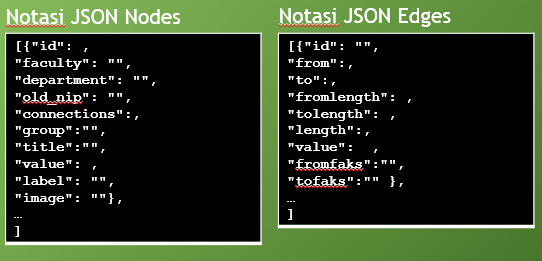 Notasi JSON Nodes
[{"id": ,
"faculty": "",
"department": "",
"old_nip": "",
"connections":,
"group":"",
"title":"",
"value": ,
"label": "",
"image": ""},
…
]
Notasi JSON Edges
[{"id": "",
"from":,
"to":,
"fromlength": ,
"tolength": ,
"length":,
"value":  ,
"fromfaks":"",
"tofaks":"" },
…
]